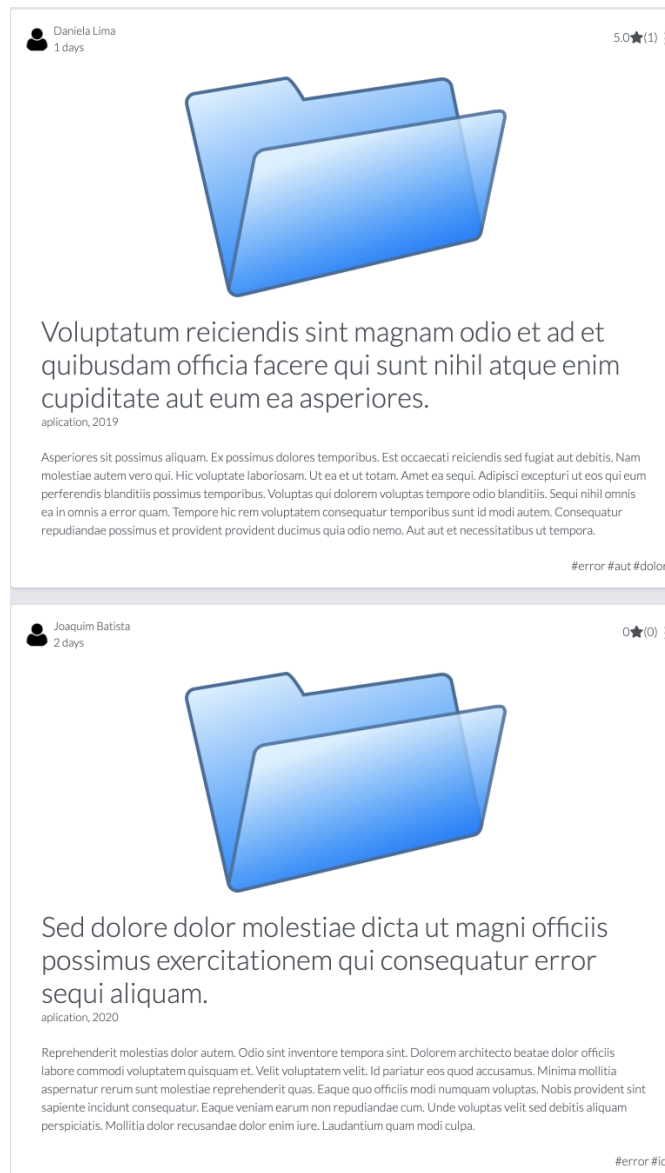 Daniela Lima
1 days
5.0★(1)
Voluptatum reiciendis sint magnam odio et ad et
quibusdam officia facere qui sunt nihil atque enim
cupiditate aut eum ea asperiores.
aplication, 2019
Asperiores sit possimus aliquam. Ex possimus dolores temporibus. Est occaecati reiciendis sed fugiat aut debitis. Nam
molestiae autem vero qui. Hic voluptate laboriosam. Ut ea et ut totam. Amet ea sequi. Adipisci excepturi ut eos qui eum
perferendis blanditiis possimus temporibus. Voluptas qui dolorem voluptas tempore odio blanditiis. Sequi nihil omnis
ea in omnis a error quam. Tempore hic rem voluptatem consequatur temporibus sunt id modi autem. Consequatur
repudiandae possimus et provident provident ducimus quia odio nemo. Aut aut et necessitatibus ut tempora.
#error #aut #dolor
Joaquim Batista
2 days
0★(0)
Sed dolore dolor molestiae dicta ut magni officiis
possimus exercitationem qui consequatur error
sequi aliquam.
aplication, 2020
Reprehenderit molestias dolor autem. Odio sint inventore tempora sint. Dolorem architecto beatae dolor officiis
labore commodi voluptatem quisquam et. Velit voluptatem velit. Id pariatur eos quod accusamus. Minima mollitia
aspernatur rerum sunt molestiae reprehenderit quas. Eaque quo officiis modi numquam voluptas. Nobis provident sint
sapiente incidunt consequatur. Eaque veniam earum non repudiandae cum. Unde voluptas velit sed debitis aliquam
perspiciatis. Mollitia dolor recusandae dolor enim iure. Laudantium quam modi culpa.
#error